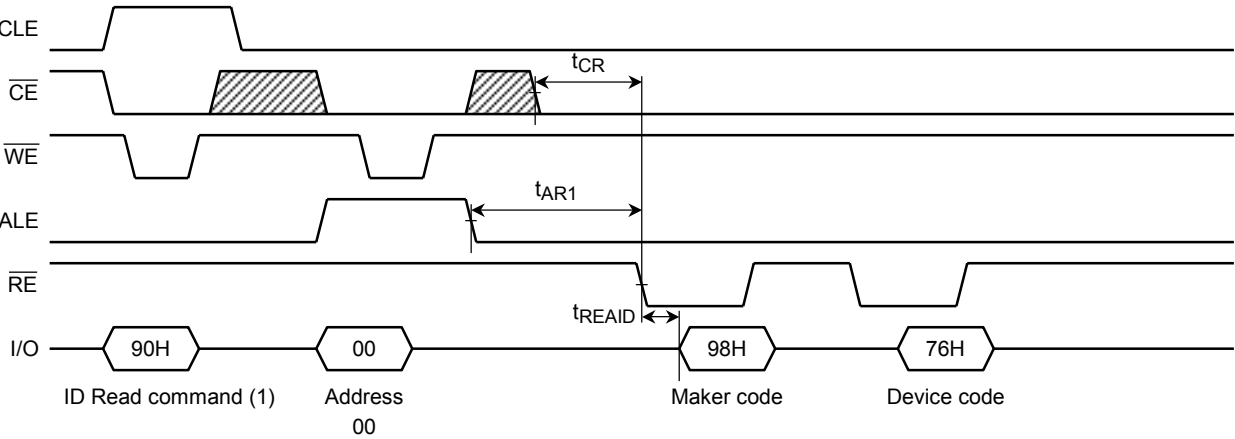 CLE
tCR
CE
WE
tAR1
ALE
RE
tREAID
I/O 90H 00 98H 76H
ID Read command (1) Address Maker code Device code
00